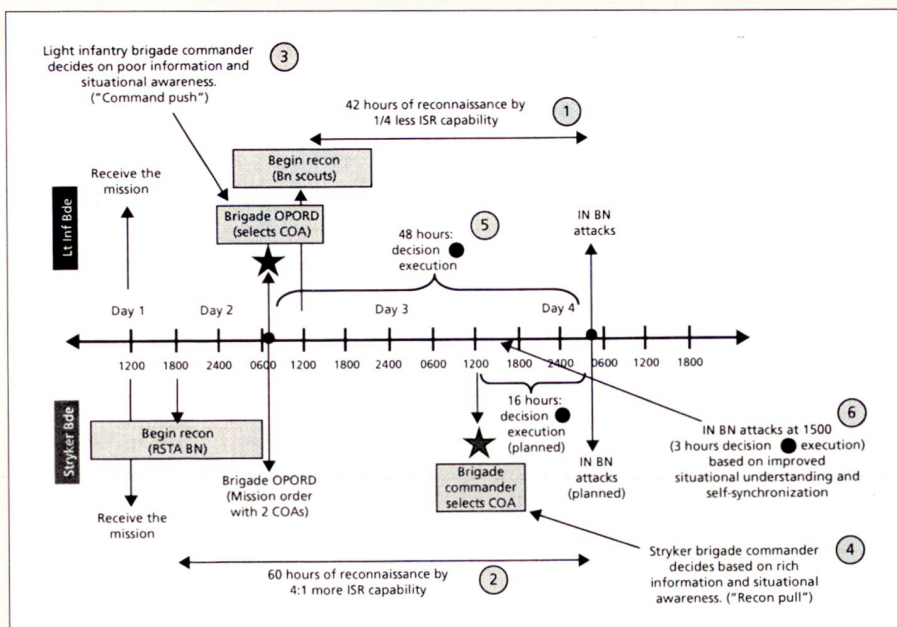 Light infantry brigade commander
decides on poor information and
situational awareness.
("Command push")
3
42 hours of reconnaissance by
1/4 less ISR capability
1
Receive the
mission
Begin recon
(Bn scouts)
Brigade OPORD
(selects COA)
48 hours:
decision
execution
5
IN BN
attacks
Lt Inf Bde
Day 1
Day 2
Day 3
Day 4
1200 1800 2400 0600 1200 1800 2400 0600 1200 1800 2400 0600 1200 1800
Stryker Bde
Begin recon
(RSTA BN)
Receive the
mission
Brigade OPORD
(Mission order
with 2 COAs)
16 hours:
decision
execution
(planned)
Brigade
commander
selects COA
IN BN
attacks
(planned)
6
IN BN attacks at 1500
(3 hours decision execution)
based on improved
situational understanding and
self-synchronization
60 hours of reconnaissance by
4:1 more ISR capability
2
Stryker brigade commander
decides based on rich
information and situational
awareness. ("Recon pull")
4